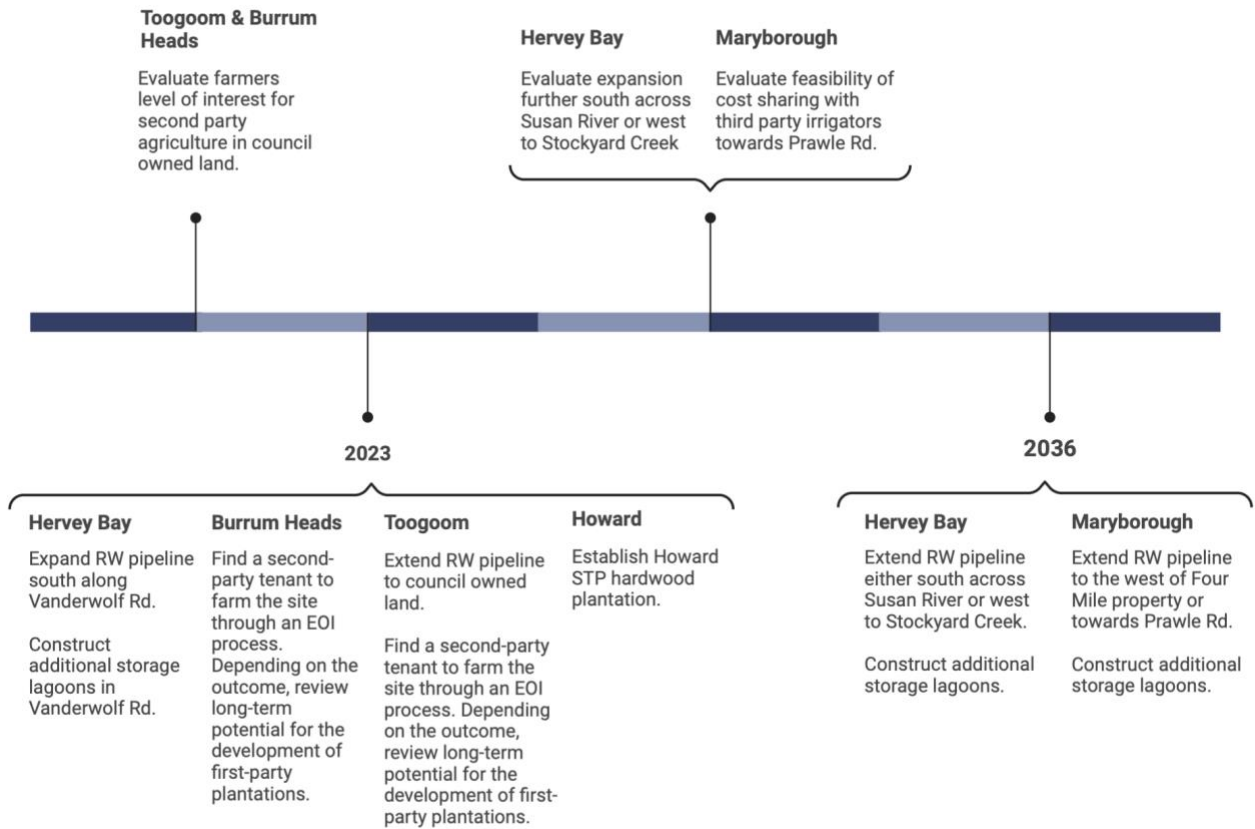 Toogoom & Burrum
Heads
Evaluate farmers
level of interest for
second party
agriculture in council
owned land.
Hervey Bay
Evaluate expansion
further south across
Susan River or west
to Stockyard Creek
Maryborough
Evaluate feasibility of
cost sharing with
third party irrigators
towards Prawle Rd.
2023
Hervey Bay
Expand RW pipeline
south along
Vanderwolf Rd.
Construct
additional storage
lagoons in
Vanderwolf Rd.
Burrum Heads
Find a second-
party tenant to
farm the site
through an EOI
process.
Depending on the
outcome, review
long-term
potential for the
development of
first-party
plantations.
Toogoom
Extend RW pipeline
to council owned
land.
Find a second-party
tenant to farm the
site through an EOI
process. Depending
on the outcome,
review long-term
potential for the
development of first-
party plantations.
Howard
Establish Howard
STP hardwood
plantation.
2036
Hervey Bay
Extend RW pipeline
either south across
Susan River or west
to Stockyard Creek.
Construct additional
storage lagoons.
Maryborough
Extend RW pipeline
to the west of Four
Mile property or
towards Prawle Rd.
Construct additional
storage lagoons.